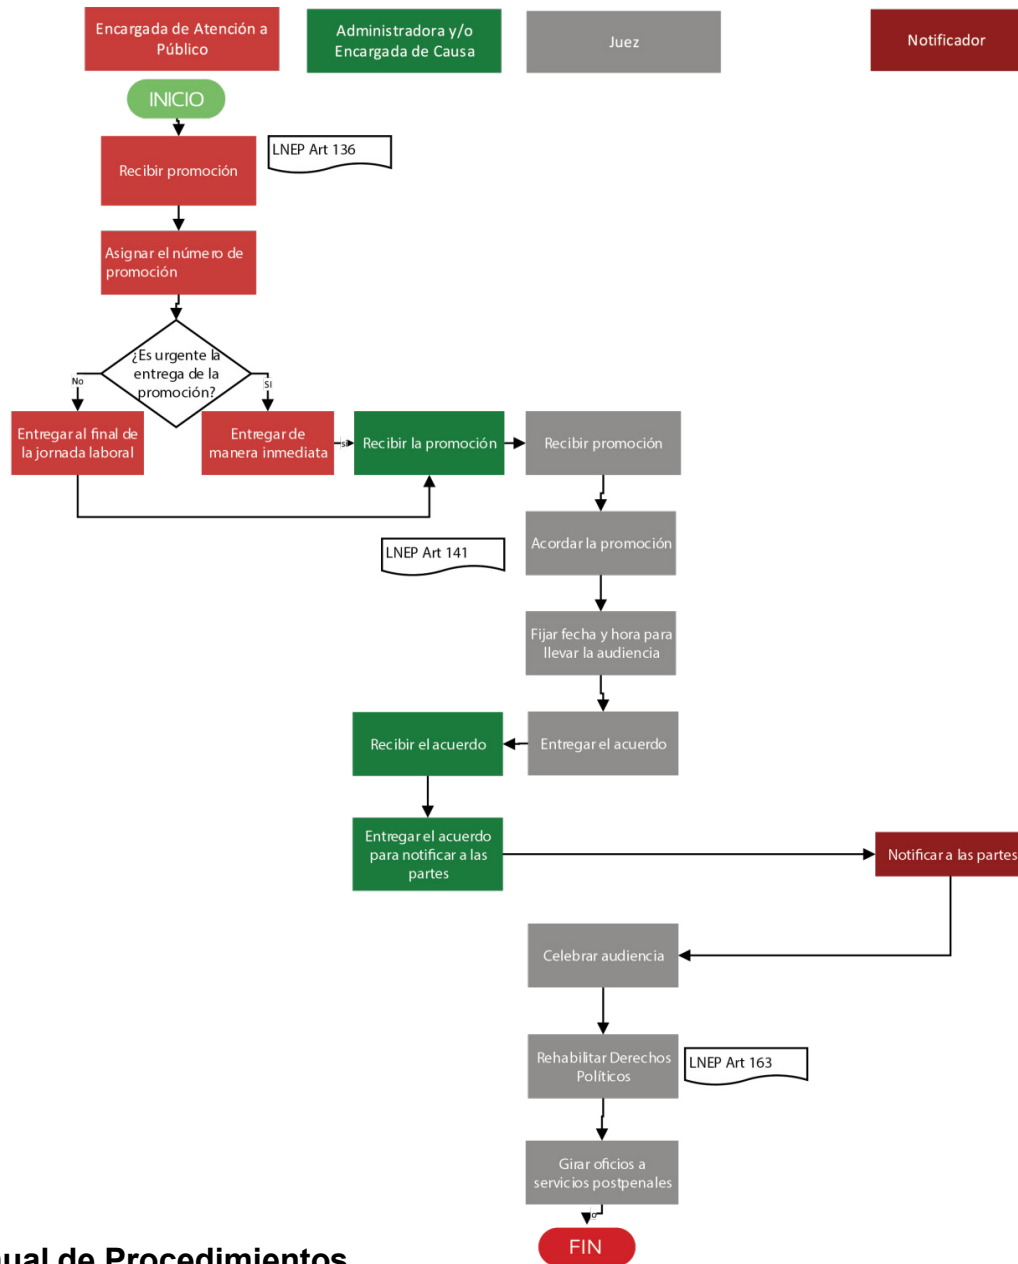 Encargada de Atención a
Público
Administradora y/o
Encargada de Causa
Juez
Notificador
INICIO
Recibir promoción
LNEP Art 136
Asignar el número de
promoción
¿Es urgente la
entrega de la
promoción?
No
SI
Entregar al final de
la jornada laboral
Entregar de
manera inmediata
si
Recibir la promoción
Recibir promoción
Acordar la promoción
LNEP Art 141
Fijar fecha y hora para
llevar la audiencia
Recibir el acuerdo
Entregar el acuerdo
Entregar el acuerdo
para notificar a las
partes
Notificar a las partes
Celebrar audiencia
Rehabilitar Derechos
Políticos
LNEP Art 163
Girar oficios a
servicios postpenales
FIN
de Procedimientos